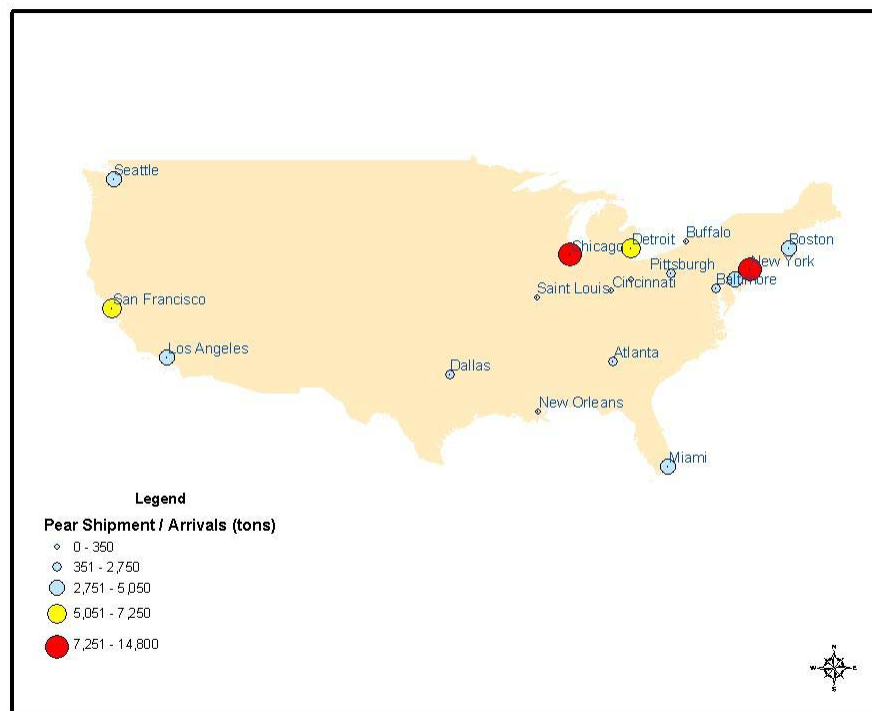 Seattle
Buffalo
Detroit
Boston
Chicago
New York
Pittsburgh
Baltimore
Cincinnati
Saint Louis
San Francisco
Los Angeles
Atlanta
Dallas
New Orleans
Miami
Legend
Pear Shipment / Arrivals (tons)
0 - 350
351 - 2,750
2,751 - 5,050
5,051 - 7,250
7,251 - 14,800
N
W E
S